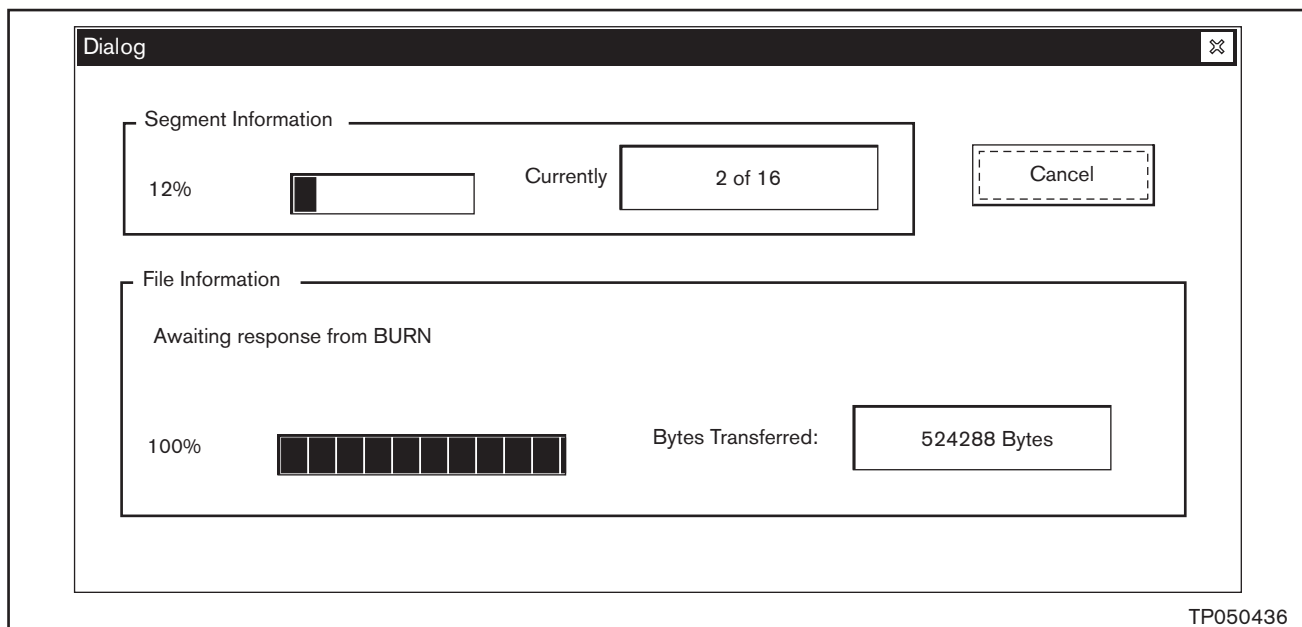 Dialog
Segment Information
12%
Currently
2 of 16
Cancel
File Information
Awaiting response from BURN
100%
Bytes Transferred:
524288 Bytes
TP050436